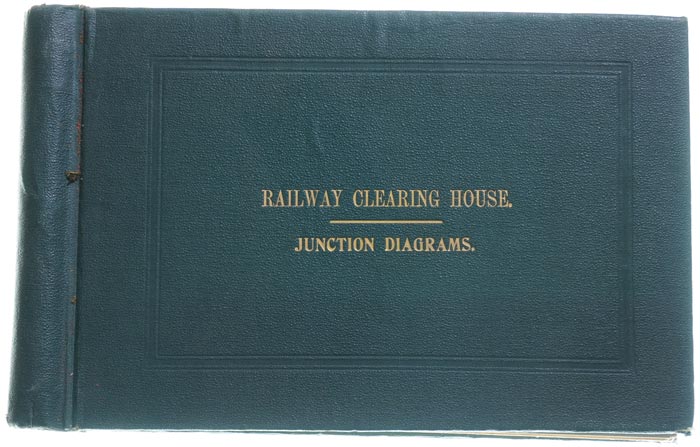 RAILWAY CLEARING HOUSE.
JUNCTION DIAGRAMS.